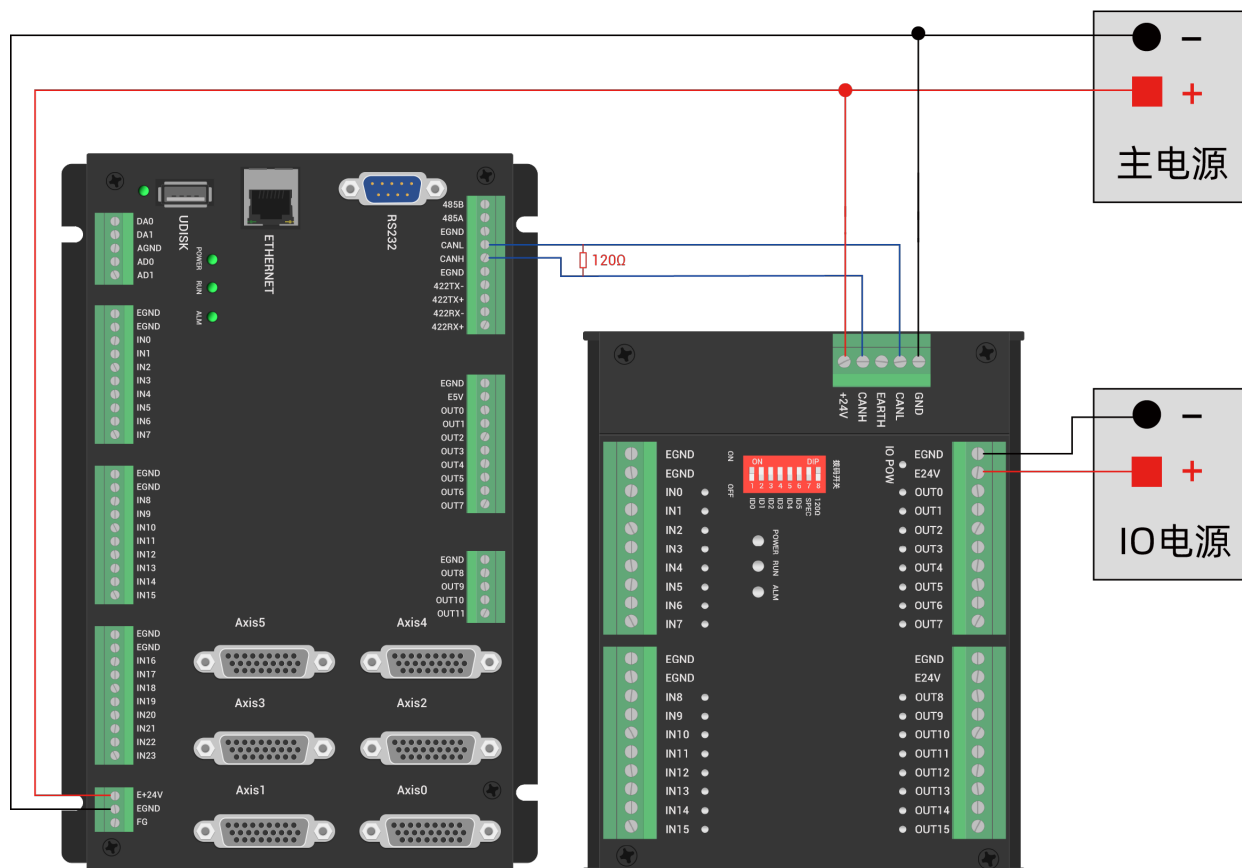 −
+
主电源
UDISK
ETHERNET
RS232
POWER
RUN
ALM
DA0
DA1
AGND
AD0
AD1
EGND
EGND
IN0
IN1
IN2
IN3
IN4
IN5
IN6
IN7
EGND
EGND
IN8
IN9
IN10
IN11
IN12
IN13
IN14
IN15
EGND
EGND
IN16
IN17
IN18
IN19
IN20
IN21
IN22
IN23
E+24V
EGND
FG
485B
485A
EGND
CANL
CANH
EGND
422TX-
422TX+
422RX-
422RX+
EGND
E5V
OUT0
OUT1
OUT2
OUT3
OUT4
OUT5
OUT6
OUT7
EGND
OUT8
OUT9
OUT10
OUT11
Axis5
Axis4
Axis3
Axis2
Axis1
Axis0
120Ω
+24V
CANH
EARTH
CANL
GND
EGND
EGND
IN0
IN1
IN2
IN3
IN4
IN5
IN6
IN7
EGND
EGND
IN8
IN9
IN10
IN11
IN12
IN13
IN14
IN15
ON
OFF
ON DIP
1 2 3 4 5 6 7 8
ID0
ID1
ID2
ID3
ID4
ID5
SPEC
120Ω
拨码开关
POWER
RUN
ALM
IO POW
EGND
E24V
OUT0
OUT1
OUT2
OUT3
OUT4
OUT5
OUT6
OUT7
EGND
E24V
OUT8
OUT9
OUT10
OUT11
OUT12
OUT13
OUT14
OUT15
−
+
IO电源